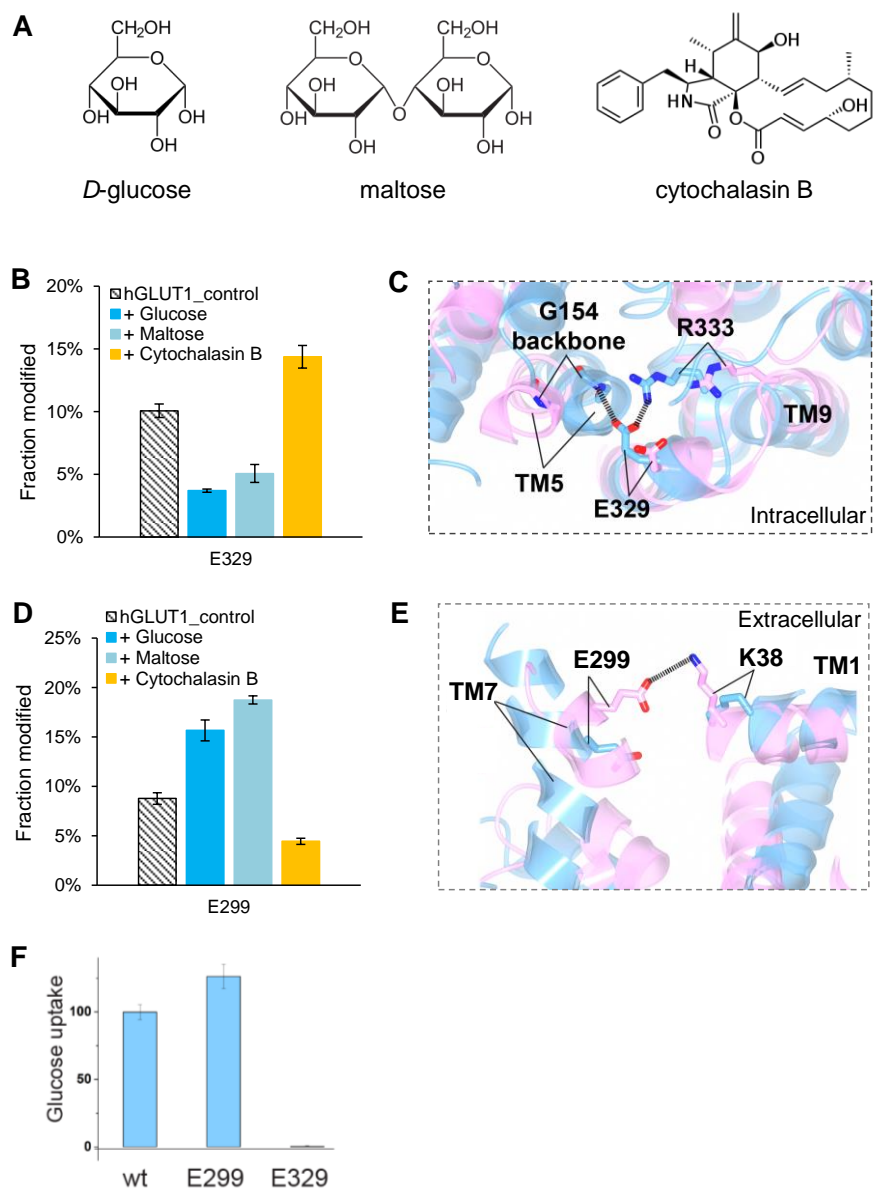 A
CH2OH
O
OH
OH
OH
OH
D-glucose
CH2OH
CH2OH
O
O
OH
OH
OH
O
OH
OH
OH
OH
maltose
H
OH
NH
O
O
O
OH
cytochalasin B
B
20%
15%
10%
5%
0%
Fraction modified
hGLUT1_control
+ Glucose
+ Maltose
+ Cytochalasin B
E329
C
G154
backbone
R333
TM5
TM9
E329
Intracellular
D
25%
20%
15%
10%
5%
0%
Fraction modified
hGLUT1_control
+ Glucose
+ Maltose
+ Cytochalasin B
E299
E
Extracellular
E299
K38
TM1
TM7
F
Glucose uptake
100
50
0
wt
E299
E329